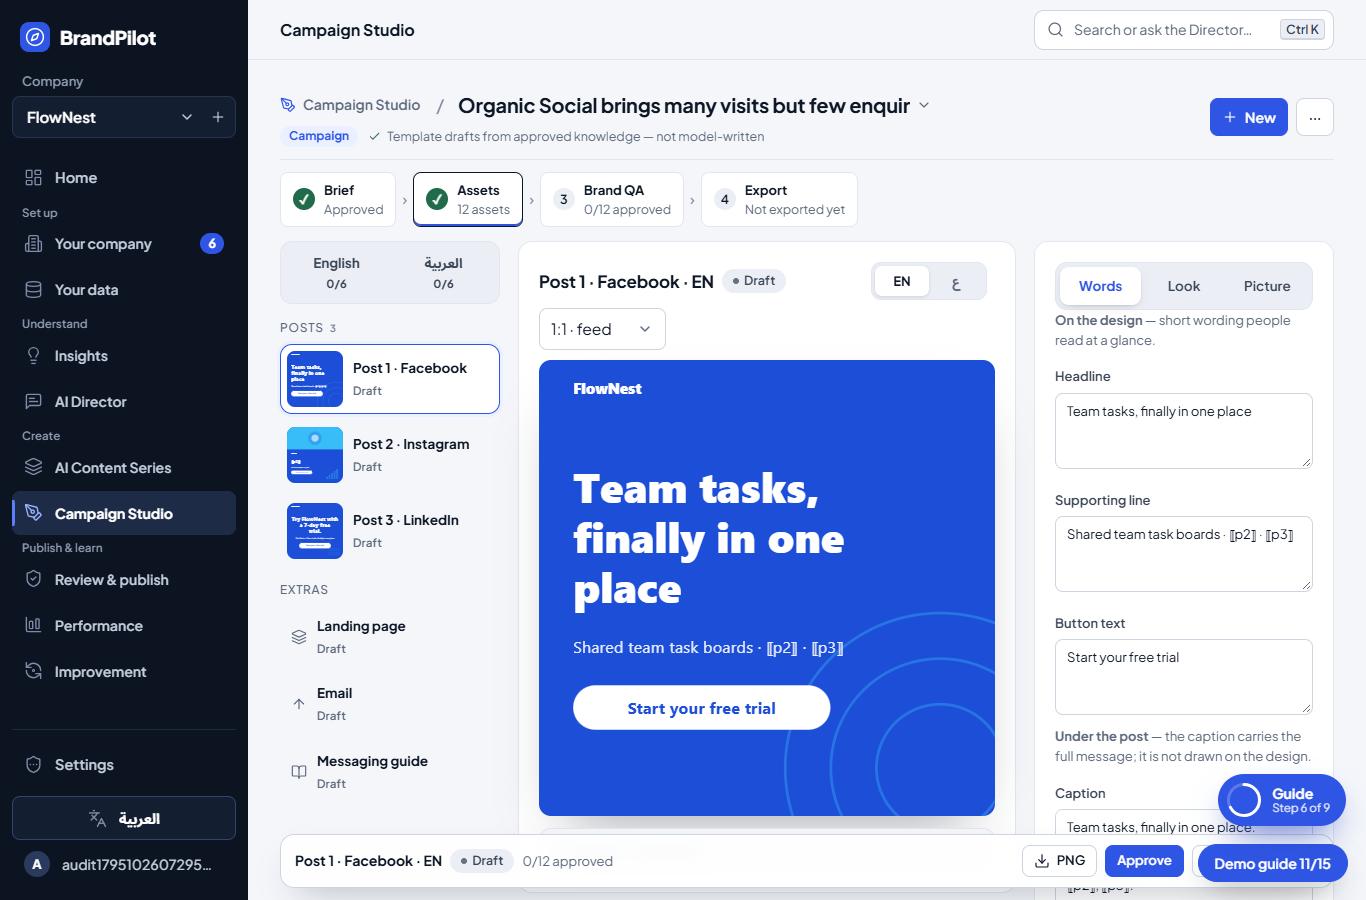 BrandPilot
Company
FlowNest
Home
Set up
Your company
6
Your data
Understand
Insights
AI Director
Create
AI Content Series
Campaign Studio
Publish & learn
Review & publish
Performance
Improvement
Settings
العربية
A audit1795102607295…
Campaign Studio
Search or ask the Director… Ctrl K
Campaign Studio / Organic Social brings many visits but few enquir
Campaign Template drafts from approved knowledge — not model-written
+ New ...
Brief
Approved
Assets
12 assets
3 Brand QA
0/12 approved
4 Export
Not exported yet
English
0/6
العربية
0/6
POSTS 3
Post 1 · Facebook
Draft
Post 2 · Instagram
Draft
Post 3 · LinkedIn
Draft
EXTRAS
Landing page
Draft
Email
Draft
Messaging guide
Draft
Post 1 · Facebook · EN Draft
EN ع
1:1 · feed
FlowNest
Team tasks,
finally in one
place
Shared team task boards · ⟦p2⟧ · ⟦p3⟧
Start your free trial
Words Look Picture
On the design — short wording people
read at a glance.
Headline
Team tasks, finally in one place
Supporting line
Shared team task boards · ⟦p2⟧ · ⟦p3⟧
Button text
Start your free trial
Under the post — the caption carries the
full message; it is not drawn on the design.
Caption
Team tasks, finally in one place.
Guide
Step 6 of 9
Post 1 · Facebook · EN Draft 0/12 approved
PNG Approve
Demo guide 11/15